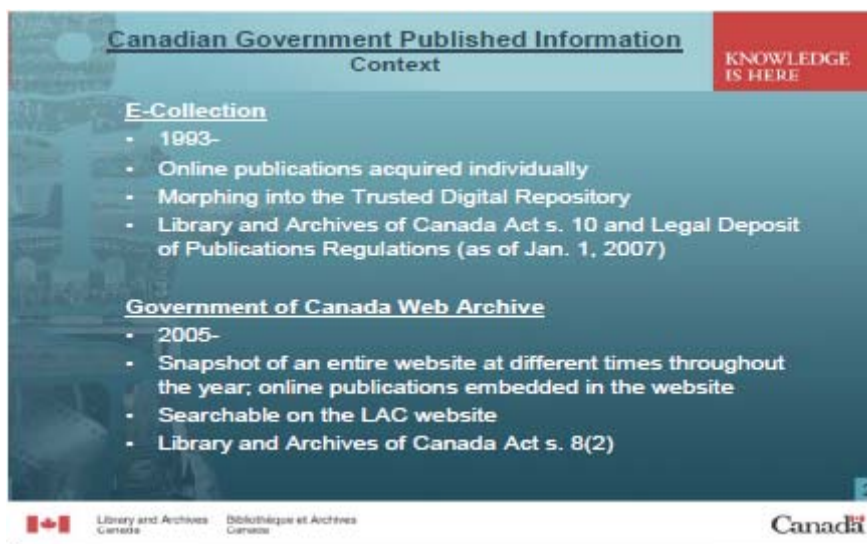 Canadian Government Published Information
Context
KNOWLEDGE
IS HERE
E-Collection
- 1993-
- Online publications acquired individually
- Morphing into the Trusted Digital Repository
- Library and Archives of Canada Act s. 10 and Legal Deposit
of Publications Regulations (as of Jan. 1, 2007)
Government of Canada Web Archive
- 2005-
- Snapshot of an entire website at different times throughout
the year; online publications embedded in the website
- Searchable on the LAC website
- Library and Archives of Canada Act s. 8(2)
Library and Archives
Canada
Bibliothèque et Archives
Canada
Canada